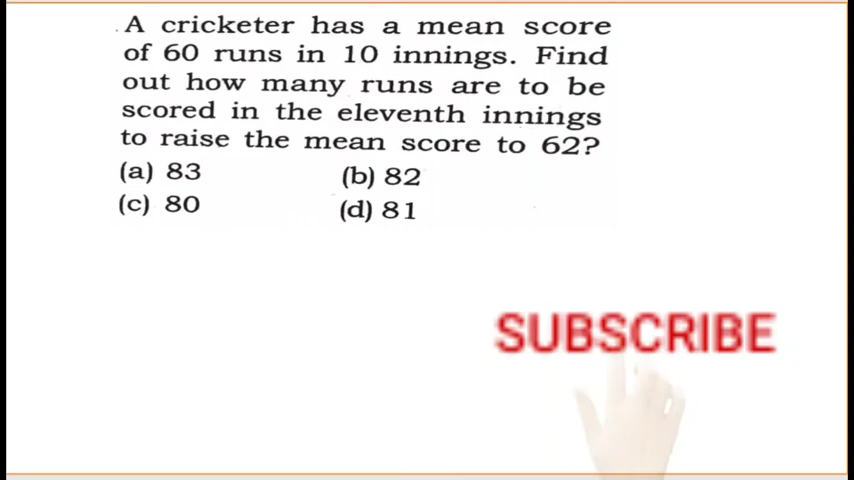 A cricketer has a mean score
of 60 runs in 10 innings. Find
out how many runs are to be
scored in the eleventh innings
to raise the mean score to 62?
(a) 83 (b) 82
(c) 80 (d) 81
SUBSCRIBE